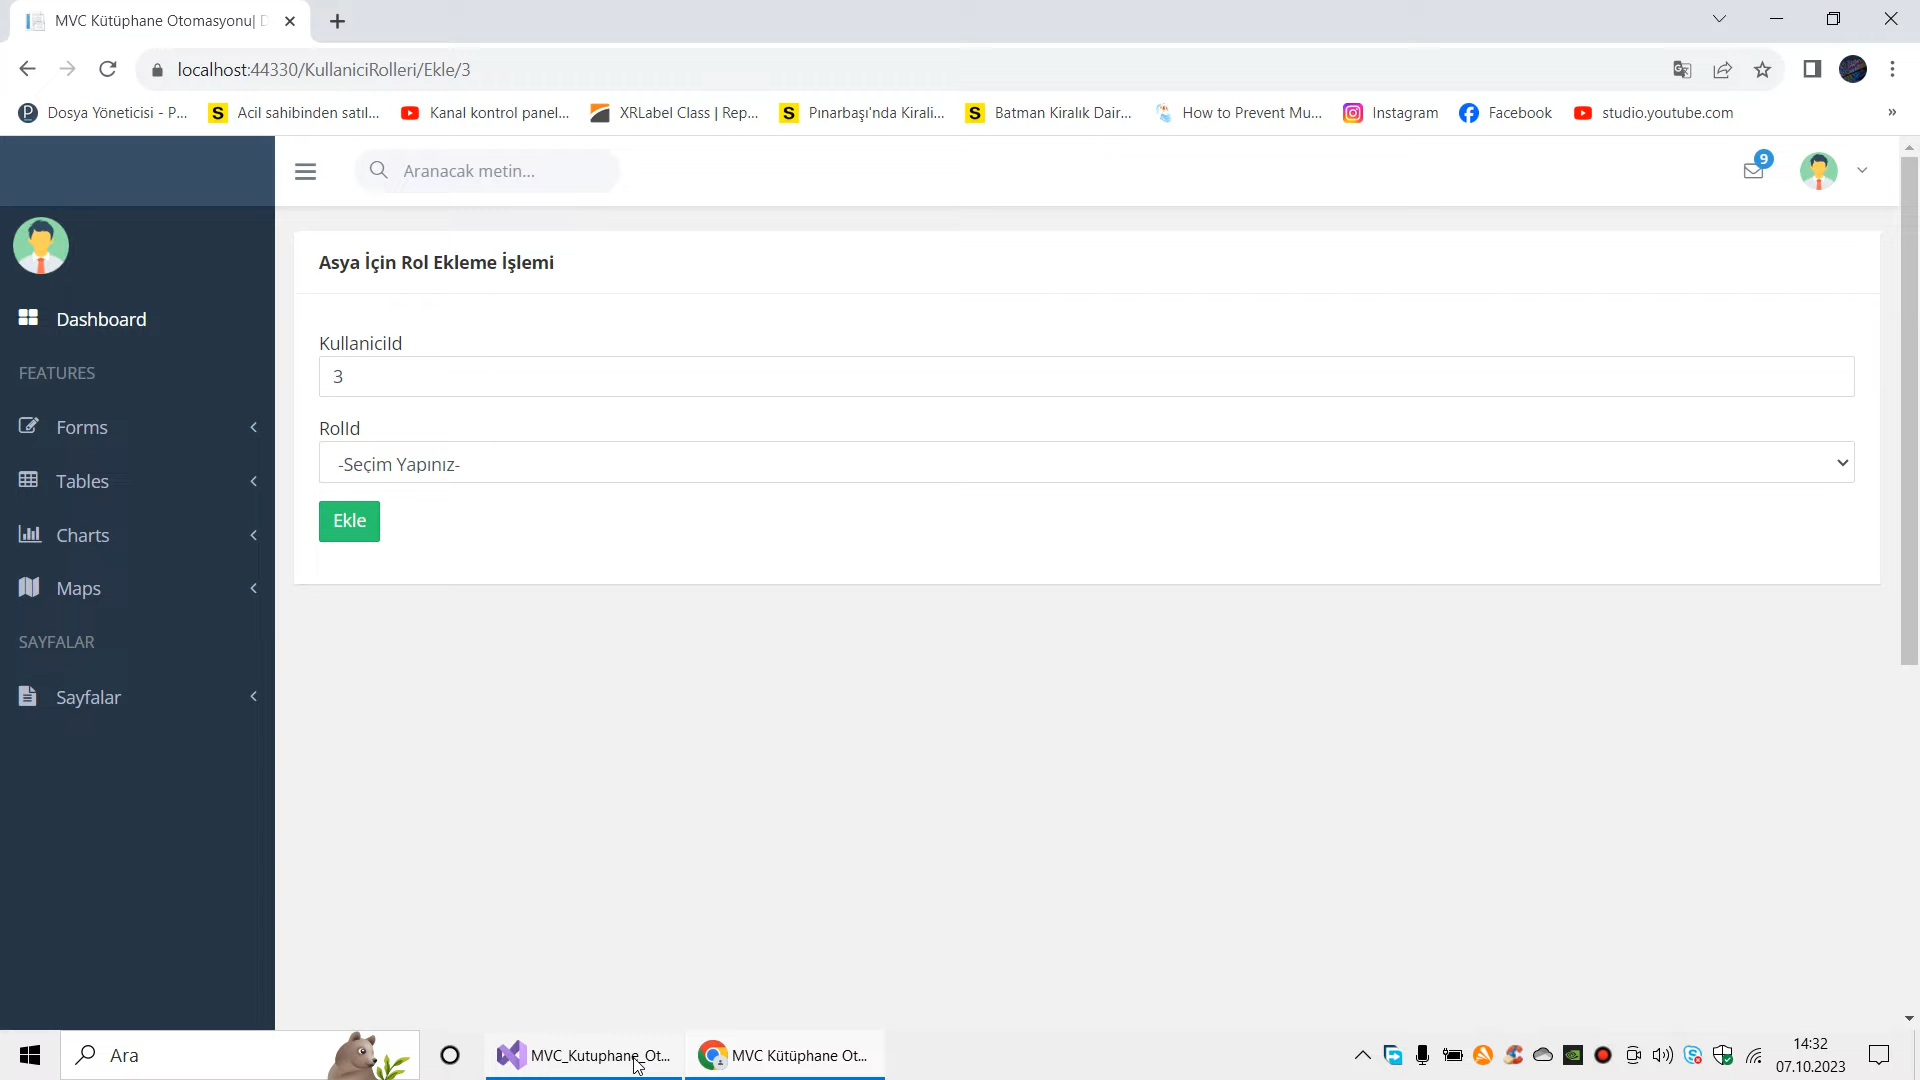 MVC Kütüphane Otomasyonu| D
localhost:44330/KullaniciRolleri/Ekle/3
Dosya Yöneticisi - P...
Acil sahibinden satıl...
Kanal kontrol panel...
XRLabel Class | Rep...
Pınarbaşı'nda Kirali...
Batman Kiralık Dair...
How to Prevent Mu...
Instagram
Facebook
studio.youtube.com
»
Aranacak metin...
9
Asya İçin Rol Ekleme İşlemi
Dashboard
FEATURES
Forms
Tables
Charts
Maps
SAYFALAR
Sayfalar
KullaniciId
3
RolId
-Seçim Yapınız-
Ekle
Ara
MVC_Kutuphane_Ot...
MVC Kütüphane Ot...
14:32
07.10.2023